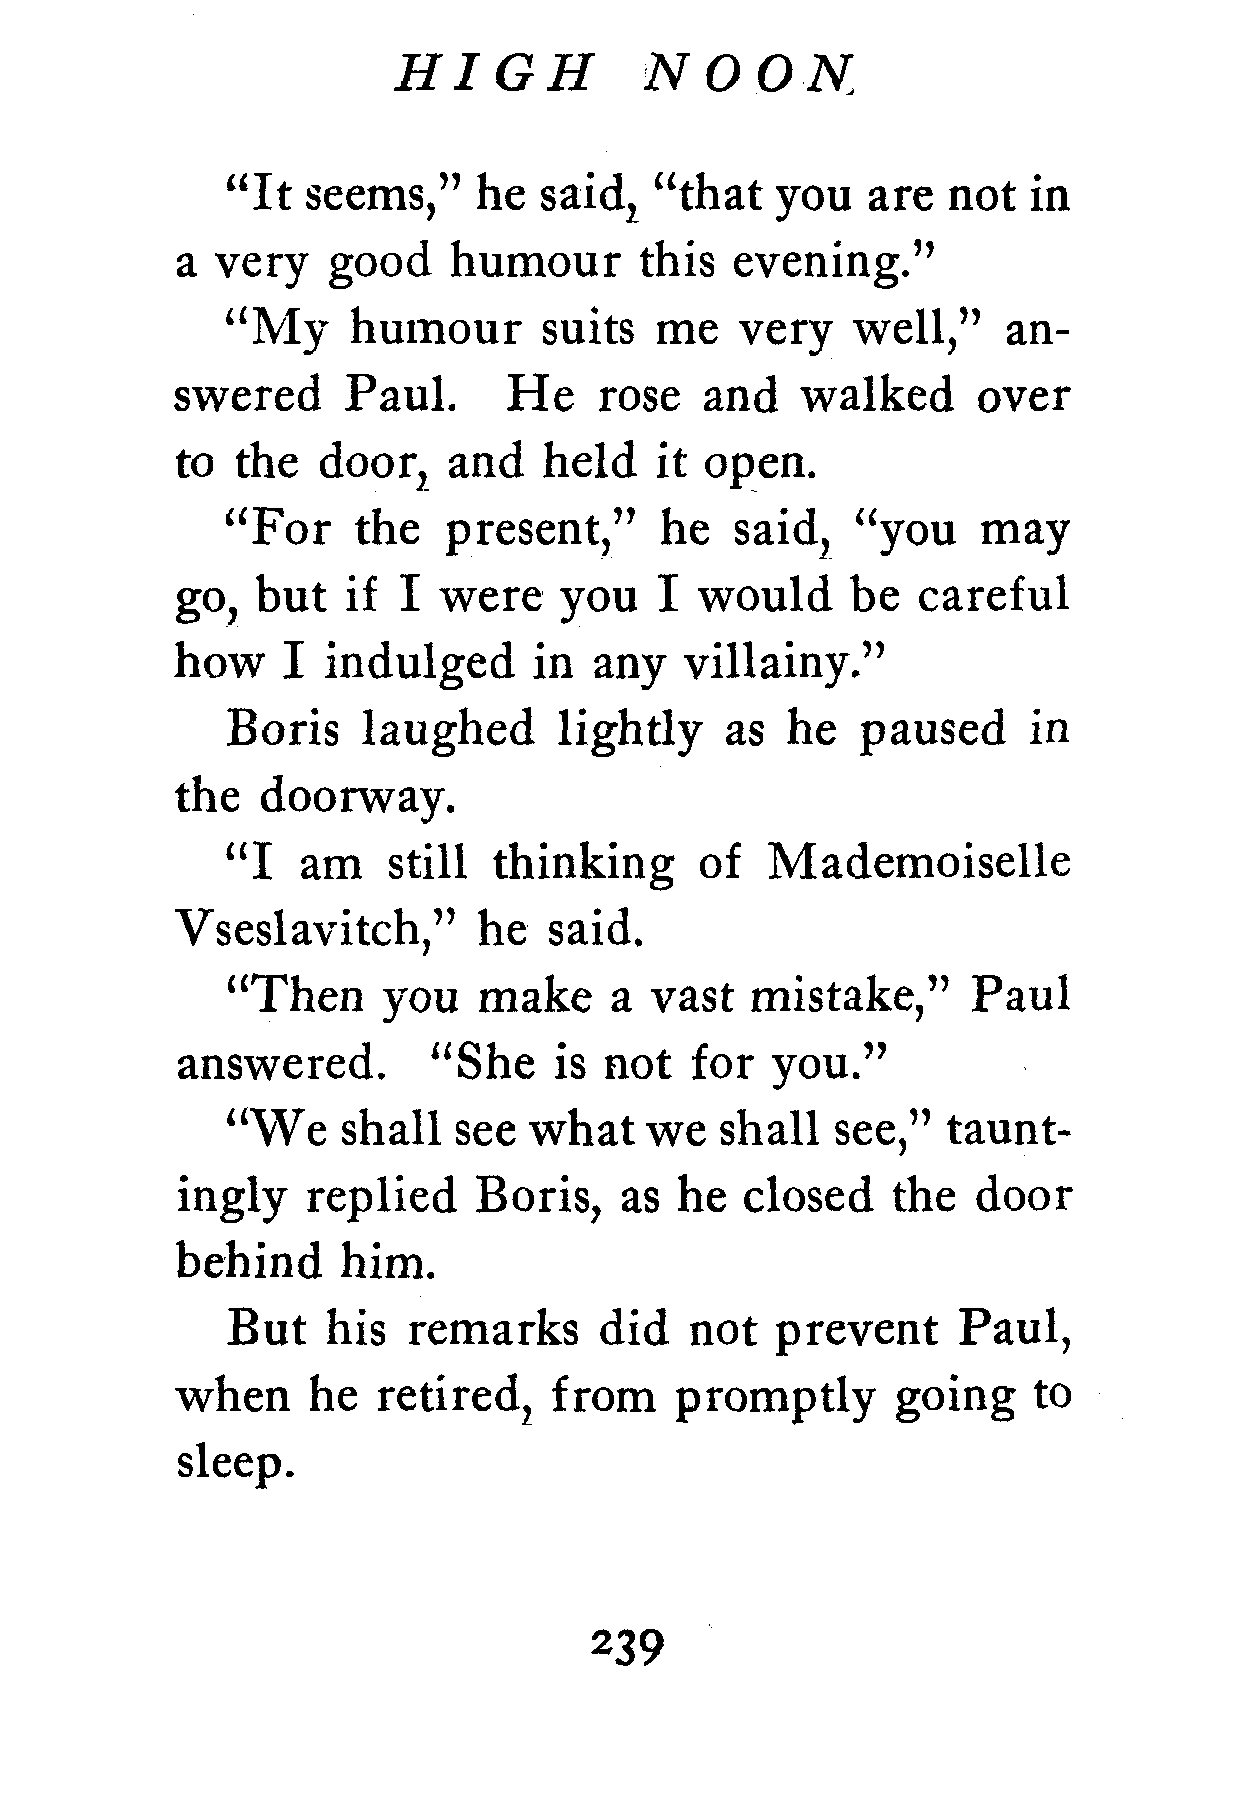 HIGH NOON
“It seems,” he said, “that you are not in
a very good humour this evening.”
“My humour suits me very well,” an-
swered Paul. He rose and walked over
to the door, and held it open.
“For the present,” he said, “you may
go, but if I were you I would be careful
how I indulged in any villainy.”
Boris laughed lightly as he paused in
the doorway.
“I am still thinking of Mademoiselle
Vseslavitch,” he said.
“Then you make a vast mistake,” Paul
answered. “She is not for you.”
“We shall see what we shall see,” taunt-
ingly replied Boris, as he closed the door
behind him.
But his remarks did not prevent Paul,
when he retired, from promptly going to
sleep.
239